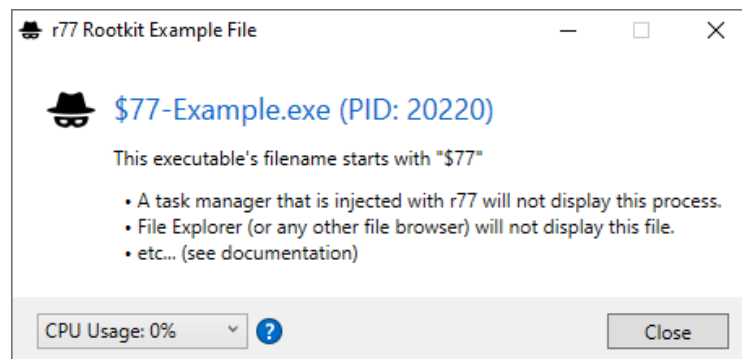 r77 Rootkit Example File
$77-Example.exe (PID: 20220)
This executable's filename starts with "$77"
• A task manager that is injected with r77 will not display this process.
• File Explorer (or any other file browser) will not display this file.
• etc... (see documentation)
CPU Usage: 0%
?
Close